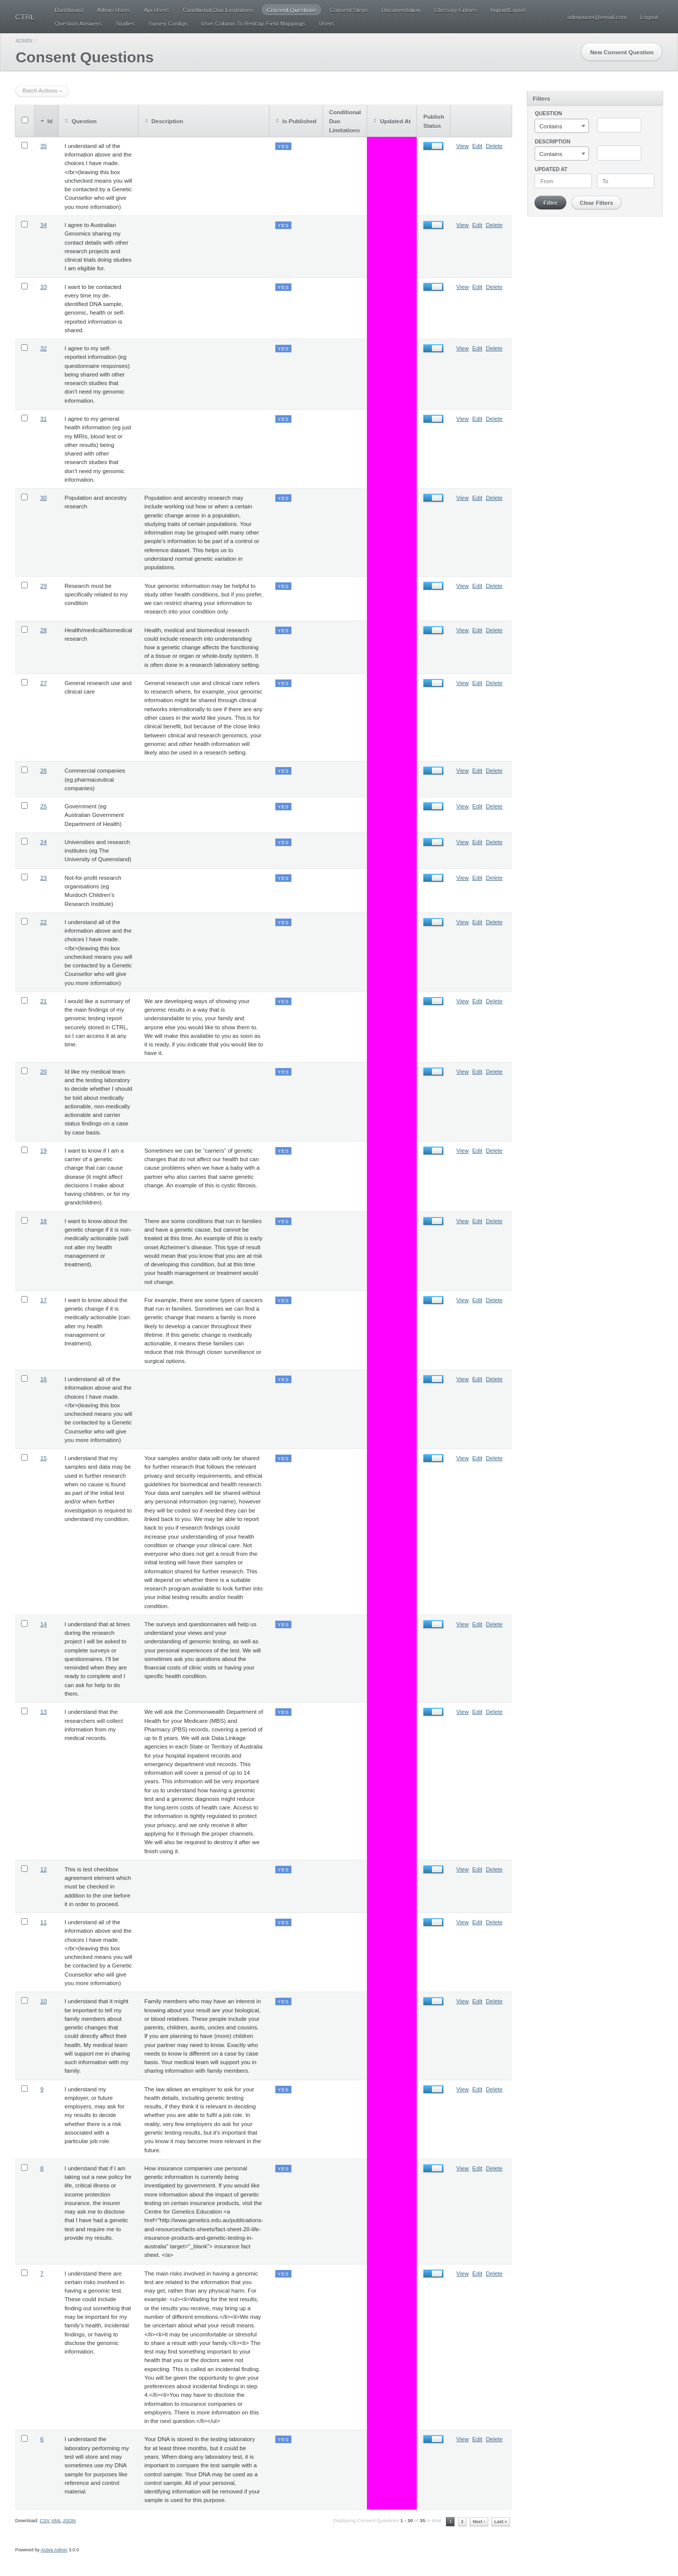 CTRL
Dashboard Admin Users Api Users Conditional Duo Limitations Consent Questions Consent Steps Documentation Glossary Entries Import/Export
Question Answers Studies Survey Configs User Column To Redcap Field Mappings Users
adminuser@email.com Logout
ADMIN /
Consent Questions
New Consent Question
Batch Actions
Id Question Description Is Published Conditional Duo Limitations Updated At Publish Status
35
I understand all of the
information above and the
choices I have made.
</br>(leaving this box
unchecked means you will
be contacted by a Genetic
Counsellor who will give
you more information)
YES
View Edit Delete
34
I agree to Australian
Genomics sharing my
contact details with other
research projects and
clinical trials doing studies
I am eligible for.
YES
View Edit Delete
33
I want to be contacted
every time my de-
identified DNA sample,
genomic, health or self-
reported information is
shared.
YES
View Edit Delete
32
I agree to my self-
reported information (eg
questionnaire responses)
being shared with other
research studies that
don't need my genomic
information.
YES
View Edit Delete
31
I agree to my general
health information (eg just
my MRIs, blood test or
other results) being
shared with other
research studies that
don't need my genomic
information.
YES
View Edit Delete
30
Population and ancestry
research
Population and ancestry research may
include working out how or when a certain
genetic change arose in a population,
studying traits of certain populations. Your
information may be grouped with many other
people's information to be part of a control or
reference dataset. This helps us to
understand normal genetic variation in
populations.
YES
View Edit Delete
29
Research must be
specifically related to my
condition
Your genomic information may be helpful to
study other health conditions, but if you prefer,
we can restrict sharing your information to
research into your condition only.
YES
View Edit Delete
28
Health/medical/biomedical
research
Health, medical and biomedical research
could include research into understanding
how a genetic change affects the functioning
of a tissue or organ or whole-body system. It
is often done in a research laboratory setting.
YES
View Edit Delete
27
General research use and
clinical care
General research use and clinical care refers
to research where, for example, your genomic
information might be shared through clinical
networks internationally to see if there are any
other cases in the world like yours. This is for
clinical benefit, but because of the close links
between clinical and research genomics, your
genomic and other health information will
likely also be used in a research setting.
YES
View Edit Delete
26
Commercial companies
(eg pharmaceutical
companies)
YES
View Edit Delete
25
Government (eg
Australian Government
Department of Health)
YES
View Edit Delete
24
Universities and research
institutes (eg The
University of Queensland)
YES
View Edit Delete
23
Not-for-profit research
organisations (eg
Murdoch Children's
Research Institute)
YES
View Edit Delete
22
I understand all of the
information above and the
choices I have made.
</br>(leaving this box
unchecked means you will
be contacted by a Genetic
Counsellor who will give
you more information)
YES
View Edit Delete
21
I would like a summary of
the main findings of my
genomic testing report
securely stored in CTRL,
so I can access it at any
time.
We are developing ways of showing your
genomic results in a way that is
understandable to you, your family and
anyone else you would like to show them to.
We will make this available to you as soon as
it is ready, if you indicate that you would like to
have it.
YES
View Edit Delete
20
Id like my medical team
and the testing laboratory
to decide whether I should
be told about medically
actionable, non-medically
actionable and carrier
status findings on a case
by case basis.
YES
View Edit Delete
19
I want to know if I am a
carrier of a genetic
change that can cause
disease (it might affect
decisions I make about
having children, or for my
grandchildren).
Sometimes we can be "carriers" of genetic
changes that do not affect our health but can
cause problems when we have a baby with a
partner who also carries that same genetic
change. An example of this is cystic fibrosis.
YES
View Edit Delete
18
I want to know about the
genetic change if it is non-
medically actionable (will
not alter my health
management or
treatment).
There are some conditions that run in families
and have a genetic cause, but cannot be
treated at this time. An example of this is early
onset Alzheimer's disease. This type of result
would mean that you know that you are at risk
of developing this condition, but at this time
your health management or treatment would
not change.
YES
View Edit Delete
17
I want to know about the
genetic change if it is
medically actionable (can
alter my health
management or
treatment).
For example, there are some types of cancers
that run in families. Sometimes we can find a
genetic change that means a family is more
likely to develop a cancer throughout their
lifetime. If this genetic change is medically
actionable, it means these families can
reduce that risk through closer surveillance or
surgical options.
YES
View Edit Delete
16
I understand all of the
information above and the
choices I have made.
</br>(leaving this box
unchecked means you will
be contacted by a Genetic
Counsellor who will give
you more information)
YES
View Edit Delete
15
I understand that my
samples and data may be
used in further research
when no cause is found
as part of the initial test
and/or when further
investigation is required to
understand my condition.
Your samples and/or data will only be shared
for further research that follows the relevant
privacy and security requirements, and ethical
guidelines for biomedical and health research.
Your data and samples will be shared without
any personal information (eg name), however
they will be coded so if needed they can be
linked back to you. We may be able to report
back to you if research findings could
increase your understanding of your health
condition or change your clinical care. Not
everyone who does not get a result from the
initial testing will have their samples or
information shared for further research. This
will depend on whether there is a suitable
research program available to look further into
your initial testing results and/or health
condition.
YES
View Edit Delete
14
I understand that at times
during the research
project I will be asked to
complete surveys or
questionnaires. I'll be
reminded when they are
ready to complete and I
can ask for help to do
them.
The surveys and questionnaires will help us
understand your views and your
understanding of genomic testing, as well as
your personal experiences of the test. We will
sometimes ask you questions about the
financial costs of clinic visits or having your
specific health condition.
YES
View Edit Delete
13
I understand that the
researchers will collect
information from my
medical records.
We will ask the Commonwealth Department of
Health for your Medicare (MBS) and
Pharmacy (PBS) records, covering a period of
up to 8 years. We will ask Data Linkage
agencies in each State or Territory of Australia
for your hospital inpatient records and
emergency department visit records. This
information will cover a period of up to 14
years. This information will be very important
for us to understand how having a genomic
test and a genomic diagnosis might reduce
the long-term costs of health care. Access to
the information is tightly regulated to protect
your privacy, and we only receive it after
applying for it through the proper channels.
We will also be required to destroy it after we
finish using it.
YES
View Edit Delete
12
This is test checkbox
agreement element which
must be checked in
addition to the one before
it in order to proceed.
YES
View Edit Delete
11
I understand all of the
information above and the
choices I have made.
</br>(leaving this box
unchecked means you will
be contacted by a Genetic
Counsellor who will give
you more information)
YES
View Edit Delete
10
I understand that it might
be important to tell my
family members about
genetic changes that
could directly affect their
health. My medical team
will support me in sharing
such information with my
family.
Family members who may have an interest in
knowing about your result are your biological,
or blood relatives. These people include your
parents, children, aunts, uncles and cousins.
If you are planning to have (more) children
your partner may need to know. Exactly who
needs to know is different on a case by case
basis. Your medical team will support you in
sharing information with family members.
YES
View Edit Delete
9
I understand my
employer, or future
employers, may ask for
my results to decide
whether there is a risk
associated with a
particular job role.
The law allows an employer to ask for your
health details, including genetic testing
results, if they think it is relevant in deciding
whether you are able to fulfil a job role. In
reality, very few employers do ask for your
genetic testing results, but it's important that
you know it may become more relevant in the
future.
YES
View Edit Delete
8
I understand that if I am
taking out a new policy for
life, critical illness or
income protection
insurance, the insurer
may ask me to disclose
that I have had a genetic
test and require me to
provide my results.
How insurance companies use personal
genetic information is currently being
investigated by government. If you would like
more information about the impact of genetic
testing on certain insurance products, visit the
Centre for Genetics Education <a
href="http://www.genetics.edu.au/publications-
and-resources/facts-sheets/fact-sheet-20-life-
insurance-products-and-genetic-testing-in-
australia" target="_blank"> insurance fact
sheet. </a>
YES
View Edit Delete
7
I understand there are
certain risks involved in
having a genomic test.
These could include
finding out something that
may be important for my
family's health, incidental
findings, or having to
disclose the genomic
information.
The main risks involved in having a genomic
test are related to the information that you
may get, rather than any physical harm. For
example: <ul><li>Waiting for the test results,
or the results you receive, may bring up a
number of different emotions.</li><li>We may
be uncertain about what your result means.
</li><li>It may be uncomfortable or stressful
to share a result with your family.</li><li> The
test may find something important to your
health that you or the doctors were not
expecting. This is called an incidental finding.
You will be given the opportunity to give your
preferences about incidental findings in step
4.</li><li>You may have to disclose the
information to insurance companies or
employers. There is more information on this
in the next question.</li></ul>
YES
View Edit Delete
6
I understand the
laboratory performing my
test will store and may
sometimes use my DNA
sample for purposes like
reference and control
material.
Your DNA is stored in the testing laboratory
for at least three months, but it could be
years. When doing any laboratory test, it is
important to compare the test sample with a
control sample. Your DNA may be used as a
control sample. All of your personal,
identifying information will be removed if your
sample is used for this purpose.
YES
View Edit Delete
Download: CSV XML JSON
Displaying Consent Questions 1 - 30 of 35 in total
1 2 Next › Last »
Filters
QUESTION
Contains
DESCRIPTION
Contains
UPDATED AT
From To
Filter Clear Filters
Powered by Active Admin 3.0.0